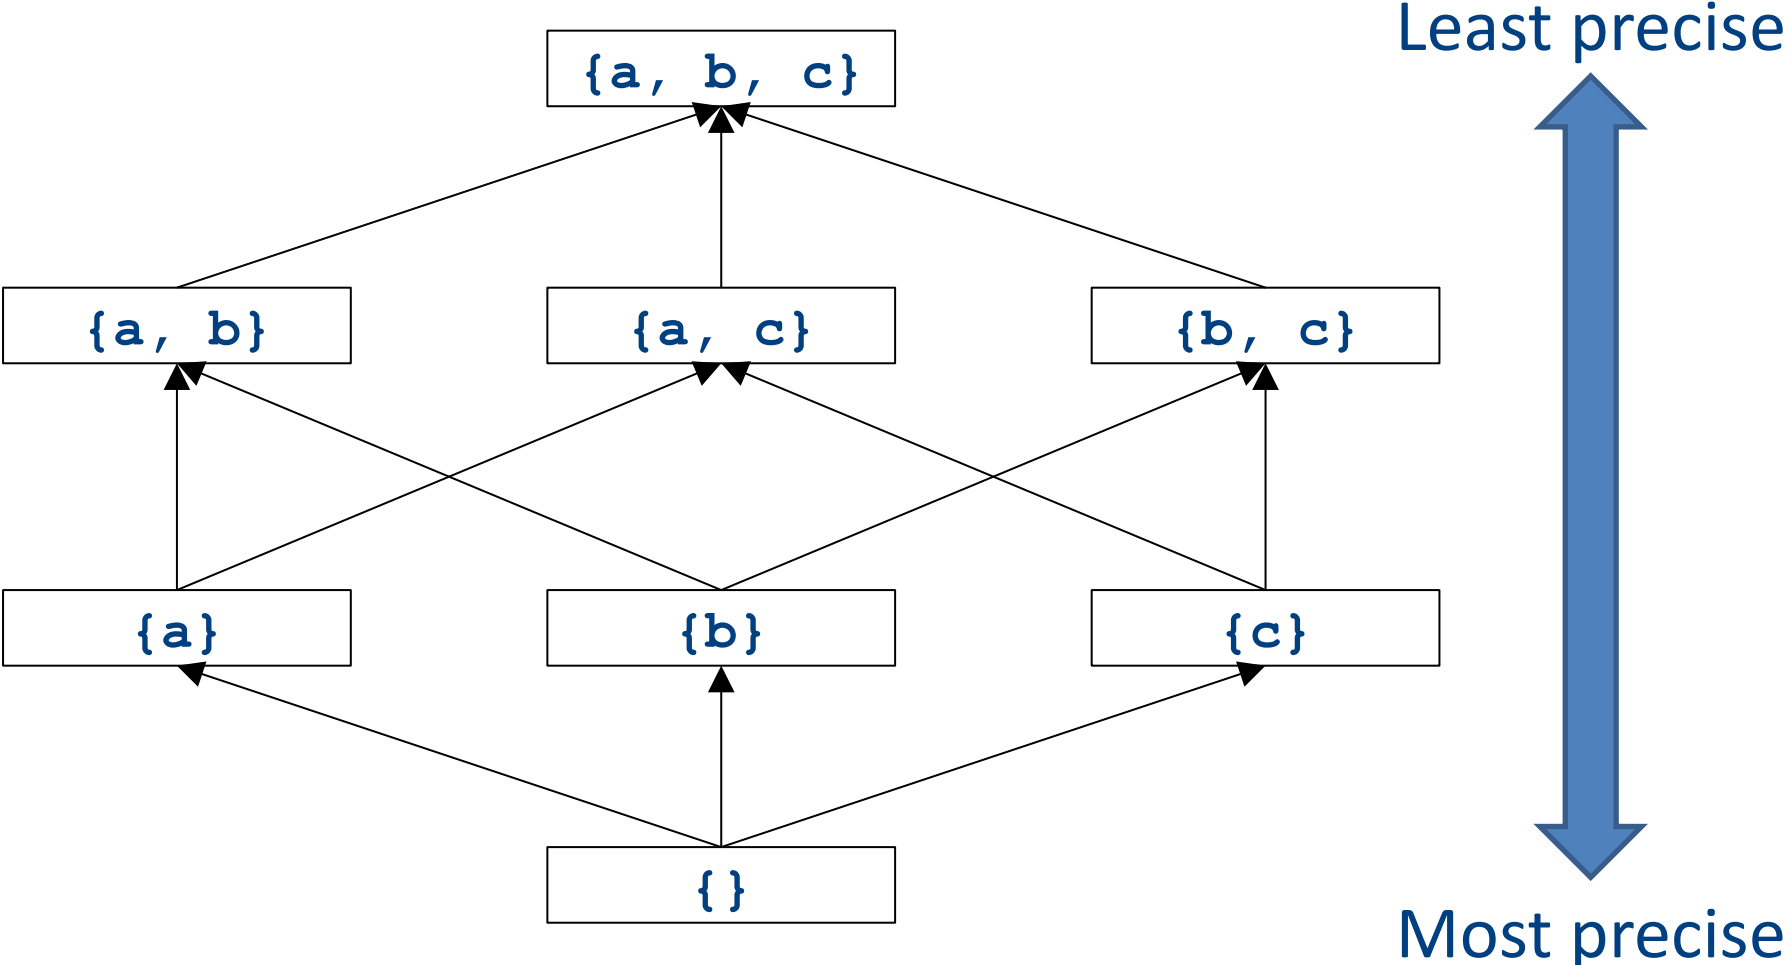 Least precise
{a, b, c}
{a, b}
{a, c}
{b, c}
{a}
{b}
{c}
{}
Most precise